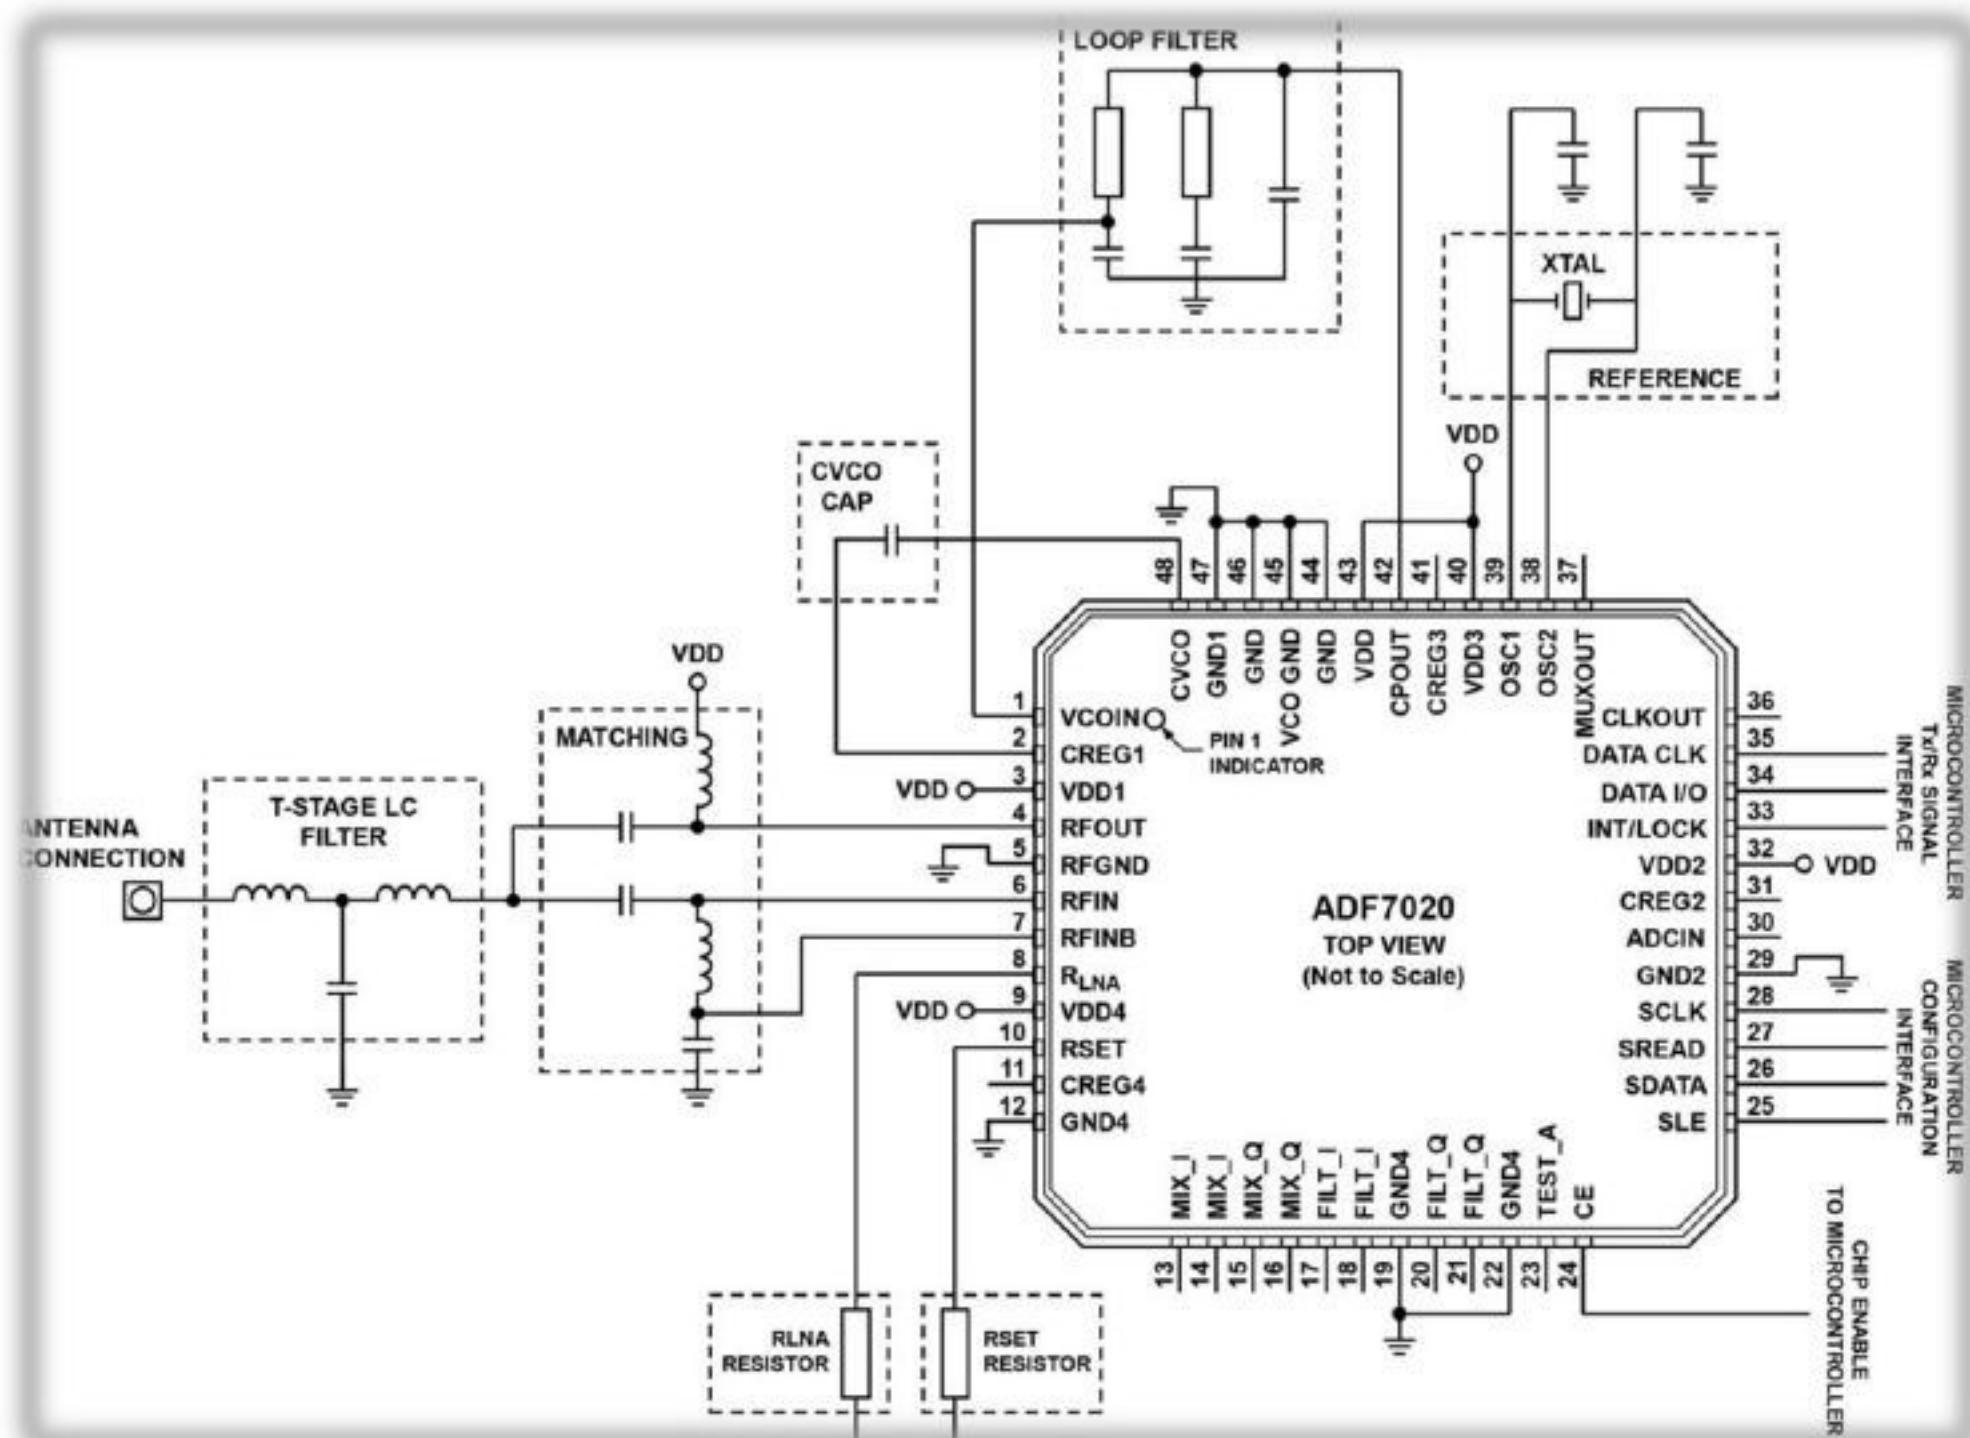 LOOP FILTER
XTAL
REFERENCE
VDD
CVCO
CAP
48
47
46
45
44
43
42
41
40
39
38
37
CVCO
GND1
GND
VCO GND
GND
VDD
CPOUT
CREG3
VDD3
OSC1
OSC2
MUXOUT
VDD
MATCHING
T-STAGE LC
FILTER
ANTENNA
CONNECTION
1 VCOIN
PIN 1
INDICATOR
2 CREG1
VDD 3 VDD1
4 RFOUT
5 RFGND
6 RFIN
7 RFINB
8 RLNA
VDD 9 VDD4
10 RSET
11 CREG4
12 GND4
ADF7020
TOP VIEW
(Not to Scale)
CLKOUT 36
DATA CLK 35
DATA I/O 34
INT/LOCK 33
VDD2 32 VDD
CREG2 31
ADCIN 30
GND2 29
SCLK 28
SREAD 27
SDATA 26
SLE 25
MICROCONTROLLER
Tx/Rx SIGNAL
INTERFACE
MICROCONTROLLER
CONFIGURATION
INTERFACE
MIX_I
MIX_I
MIX_Q
MIX_Q
FILT_I
FILT_I
GND4
FILT_Q
FILT_Q
GND4
TEST_A
CE
13
14
15
16
17
18
19
20
21
22
23
24
CHIP ENABLE
TO MICROCONTROLLER
RLNA
RESISTOR
RSET
RESISTOR